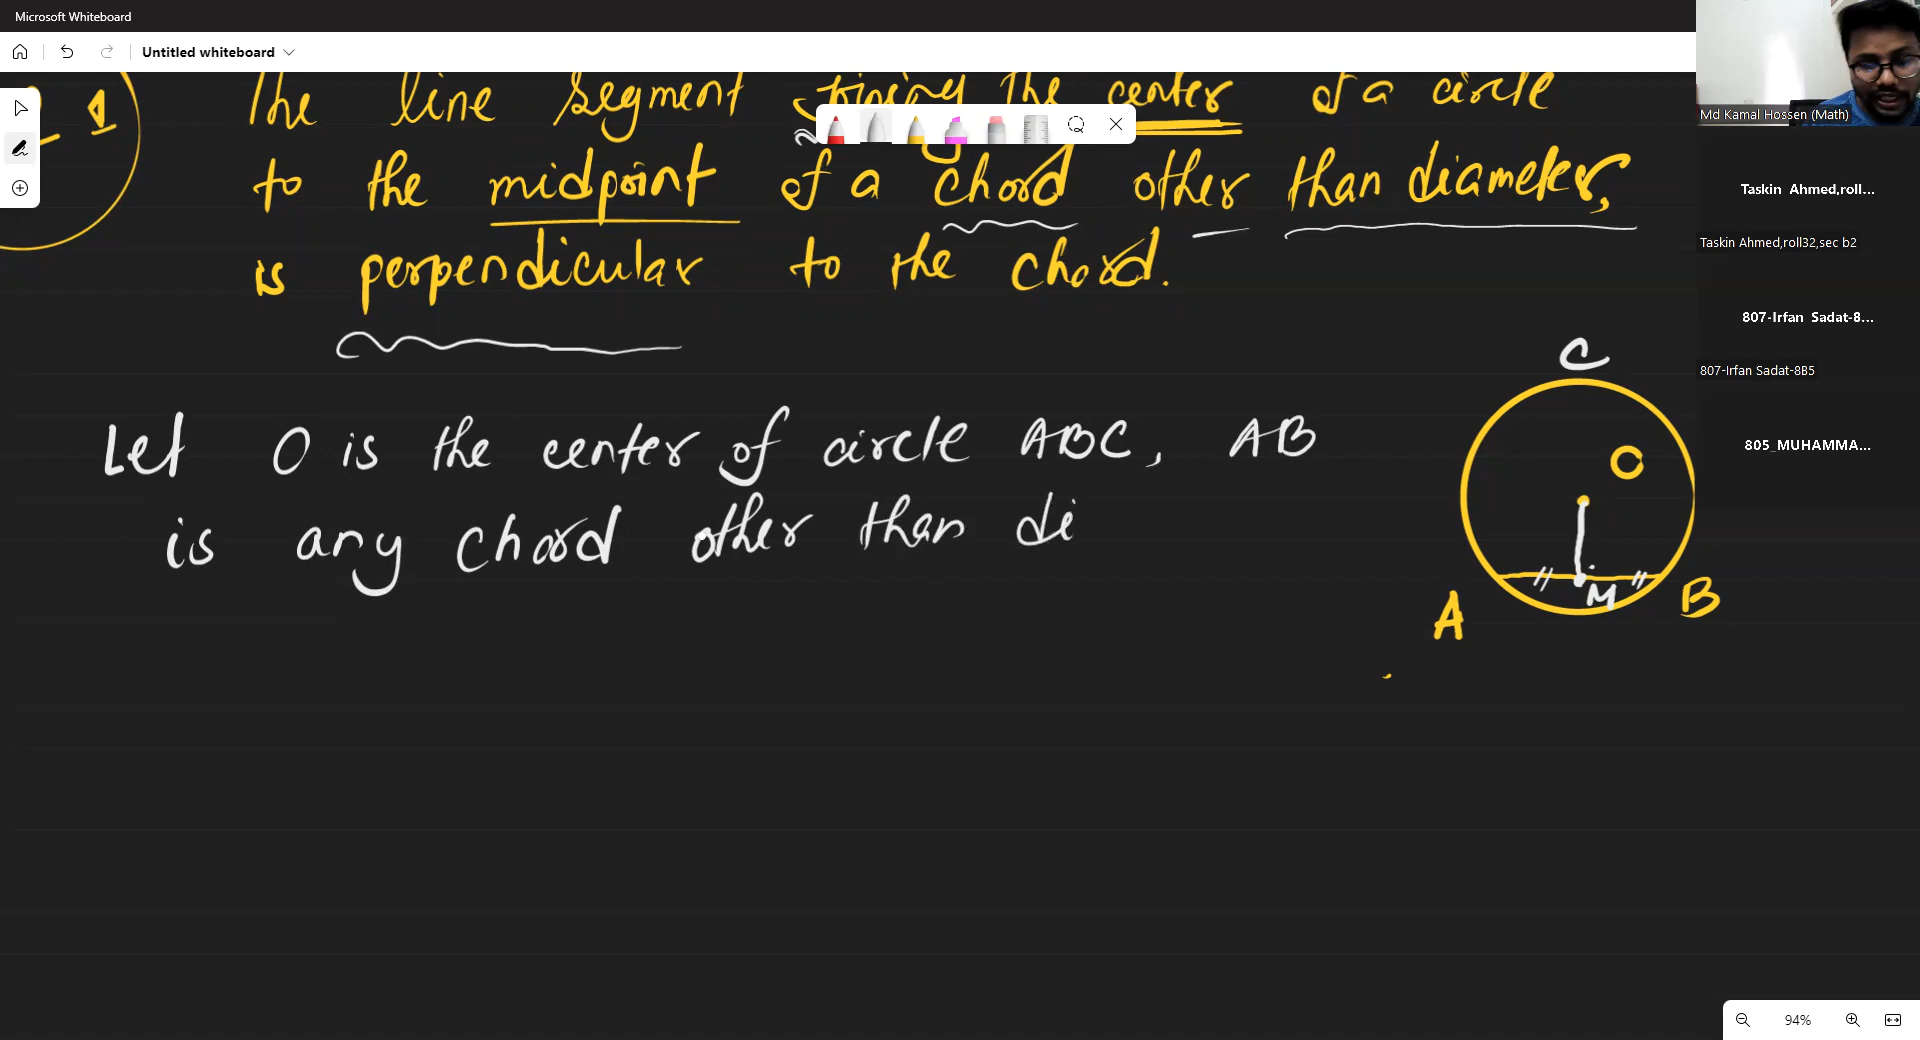 Microsoft Whiteboard
Untitled whiteboard
- 1
The line segment joining the center of a circle
to the midpoint of a chord other than diameter,
is perpendicular to the chord.
Let O is the center of circle ABC, AB
is any chord other than di
C
O
M
A
B
Md Kamal Hossen (Math)
Taskin Ahmed,roll...
Taskin Ahmed,roll32,sec b2
807-Irfan Sadat-8...
807-Irfan Sadat-8B5
805_MUHAMMA...
94%